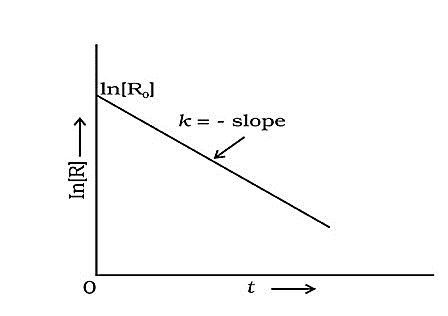 ln[R₀]
k = - slope
ln[R]
O
t